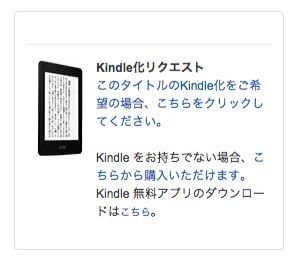 Kindle化リクエスト
このタイトルのKindle化をご希
望の場合、こちらをクリックし
てください。
Kindle をお持ちでない場合、こ
ちらから購入いただけます。
Kindle 無料アプリのダウンロー
ドはこちら。